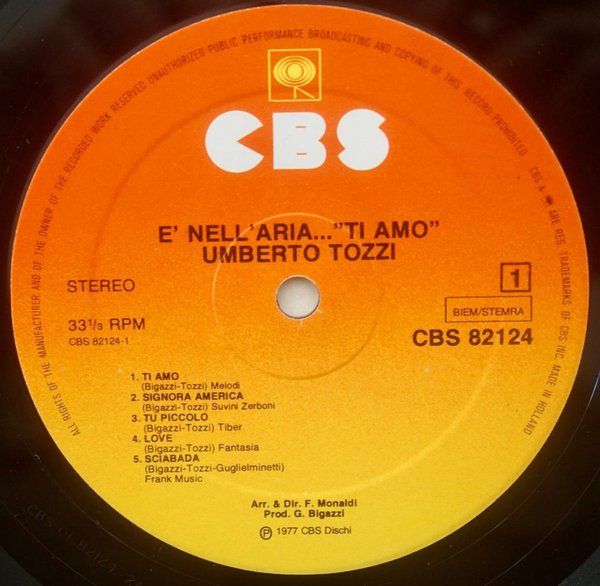 ALL RIGHTS OF THE MANUFACTURER AND OF THE OWNER OF THE RECORDED WORK RESERVED UNAUTHORIZED PUBLIC PERFORMANCE BROADCASTING AND COPYING OF THIS RECORD PROHIBITED
CBS & ARE REG. TRADEMARKS OF CBS INC. MADE IN HOLLAND
CBS
E' NELL'ARIA..."TI AMO"
UMBERTO TOZZI
STEREO
1
BIEM/STEMRA
33 1/3 RPM
CBS 82124
CBS 82124-1
1. TI AMO
(Bigazzi-Tozzi) Melodi
2. SIGNORA AMERICA
(Bigazzi-Tozzi) Suvini Zerboni
3. TU PICCOLO
(Bigazzi-Tozzi) Tiber
4. LOVE
(Bigazzi-Tozzi) Fantasia
5. SCIABADA
(Bigazzi-Tozzi-Guglielminetti)
Frank Music
Arr. & Dir. F. Monaldi
Prod. G. Bigazzi
℗ 1977 CBS Dischi